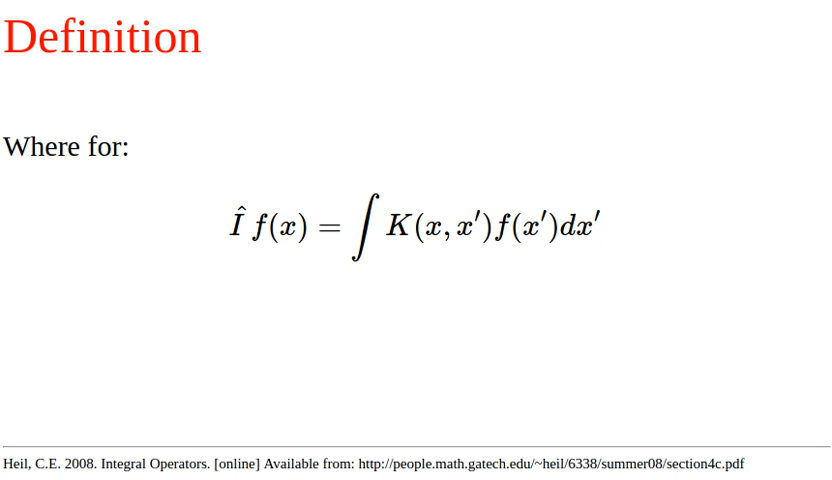 Definition
Where for:
Î f(x) = ∫ K(x, x′)f(x′)dx′
Heil, C.E. 2008. Integral Operators. [online] Available from: http://people.math.gatech.edu/~heil/6338/summer08/section4c.pdf